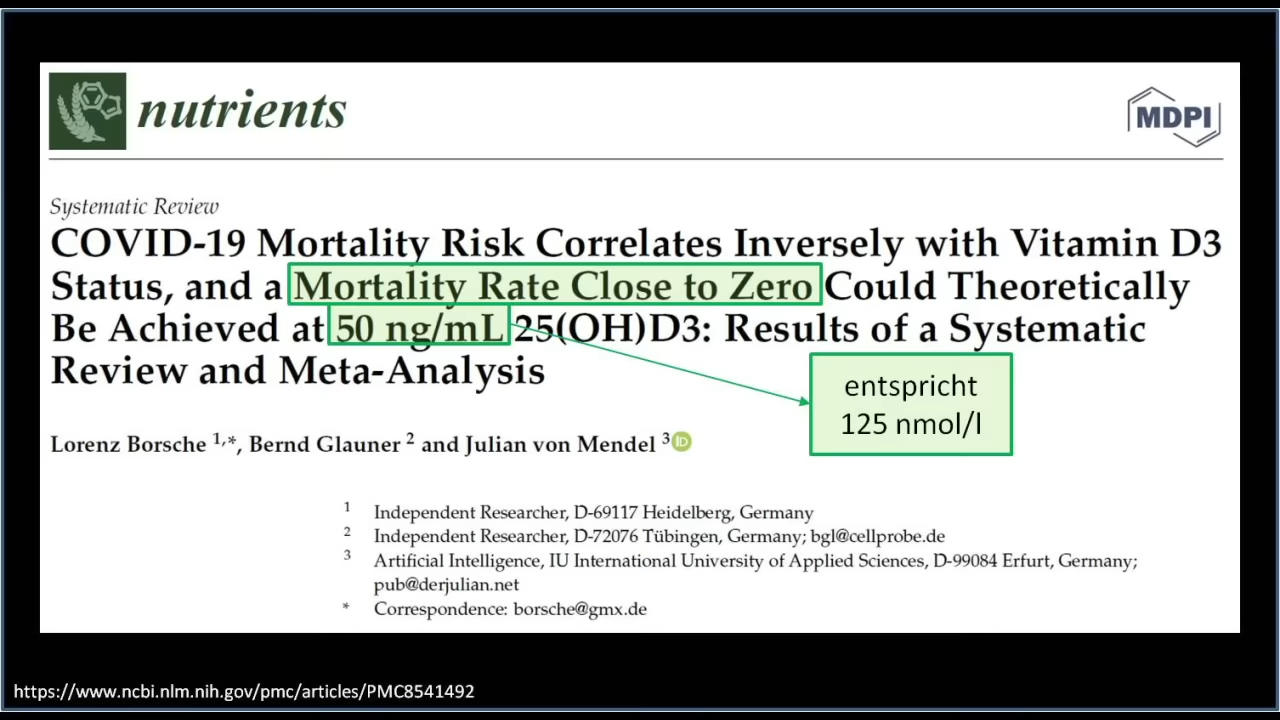 nutrients
MDPI
Systematic Review
COVID-19 Mortality Risk Correlates Inversely with Vitamin D3
Status, and a Mortality Rate Close to Zero Could Theoretically
Be Achieved at 50 ng/mL 25(OH)D3: Results of a Systematic
Review and Meta-Analysis
entspricht
125 nmol/l
Lorenz Borsche 1,*, Bernd Glauner 2 and Julian von Mendel 3 iD
1 Independent Researcher, D-69117 Heidelberg, Germany
2 Independent Researcher, D-72076 Tübingen, Germany; bgl@cellprobe.de
3 Artificial Intelligence, IU International University of Applied Sciences, D-99084 Erfurt, Germany;
pub@derjulian.net
* Correspondence: borsche@gmx.de
https://www.ncbi.nlm.nih.gov/pmc/articles/PMC8541492